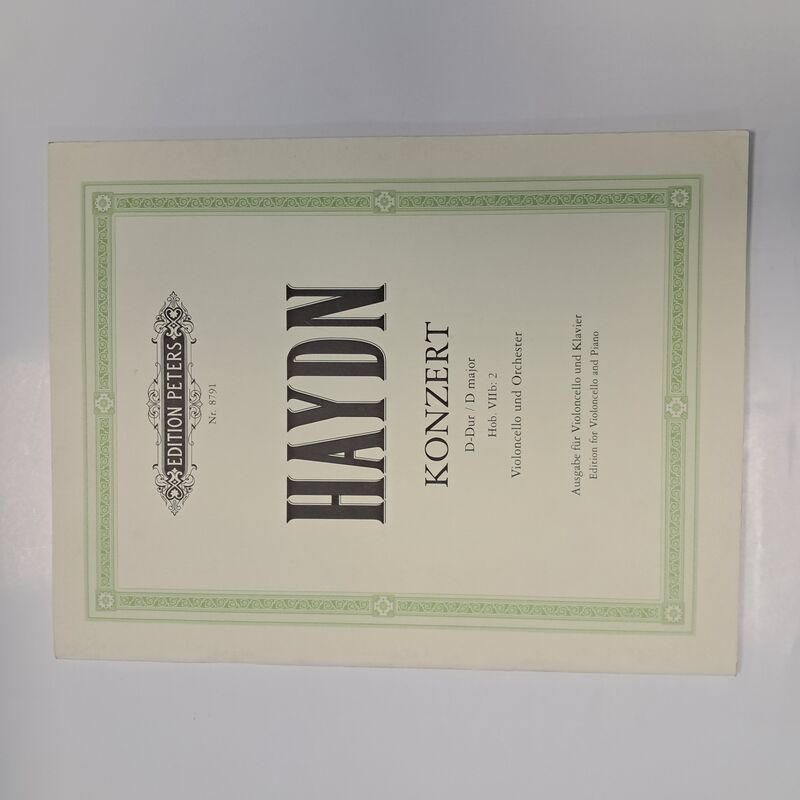 EDITION PETERS
Nr. 8791
HAYDN
KONZERT
D-Dur / D major
Hob. VIIb: 2
Violoncello und Orchester
Ausgabe für Violoncello und Klavier
Edition for Violoncello and Piano